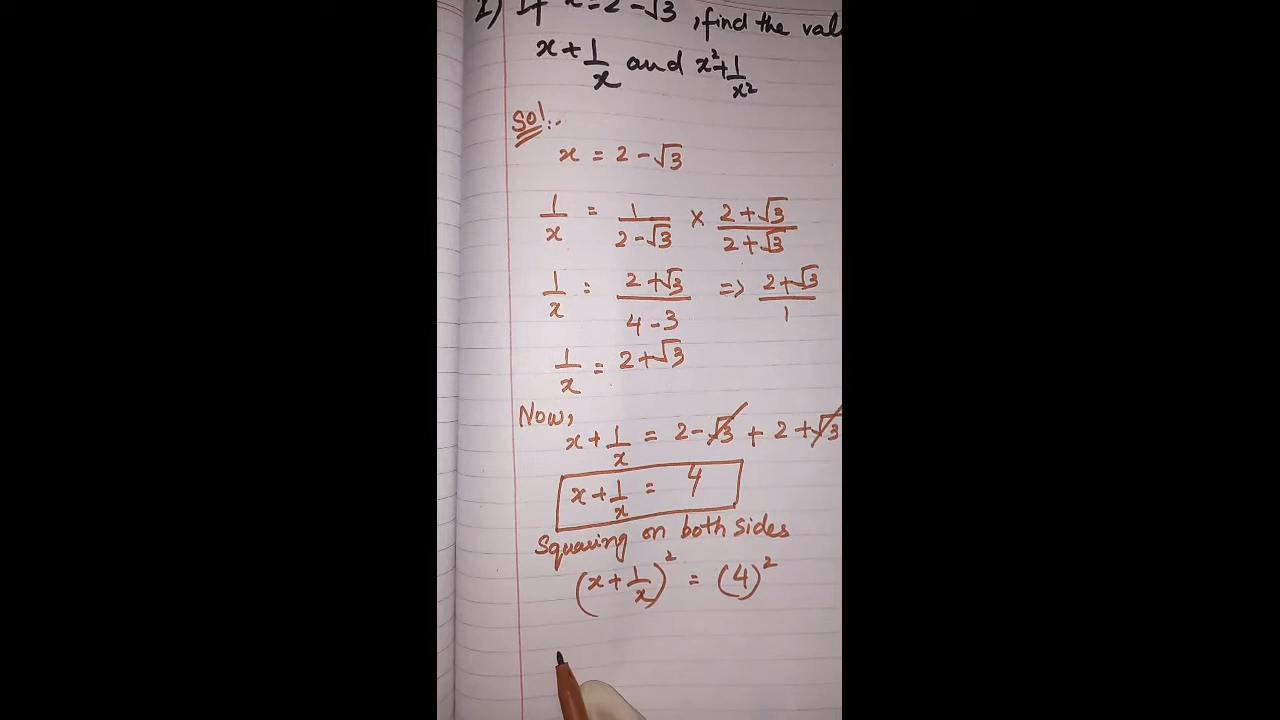 1) If x = 2 - √3, find the val
x + 1/x and x² + 1/x²
Sol:-
x = 2 - √3
1/x = 1/(2 - √3) × (2 + √3)/(2 + √3)
1/x = (2 + √3)/(4 - 3) => (2 + √3)/1
1/x = 2 + √3
Now,
x + 1/x = 2 - √3 + 2 + √3
x + 1/x = 4
Squaring on both sides
(x + 1/x)² = (4)²